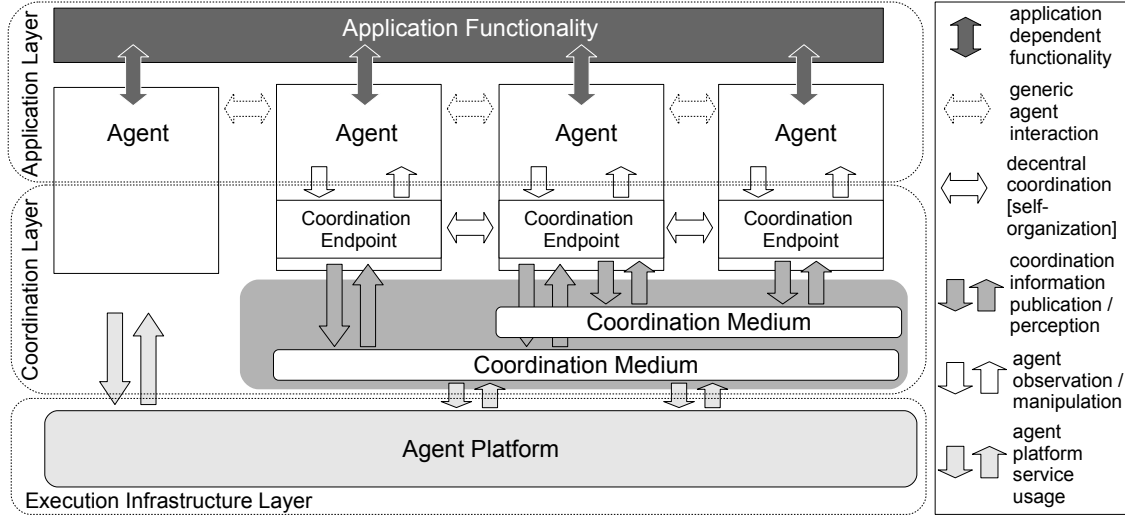 Application Layer
Application Functionality
Agent
Agent
Agent
Agent
Coordination Layer
Coordination
Endpoint
Coordination
Endpoint
Coordination
Endpoint
Coordination Medium
Coordination Medium
Agent Platform
Execution Infrastructure Layer
application
dependent
functionality
generic
agent
interaction
decentral
coordination
[self-
organization]
coordination
information
publication /
perception
agent
observation /
manipulation
agent
platform
service
usage